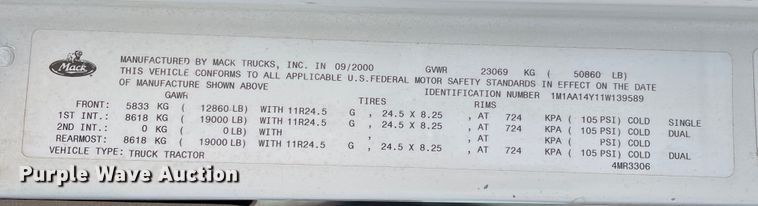 Mack
MANUFACTURED BY MACK TRUCKS, INC. IN 09/2000 GVWR 23069 KG ( 50860 LB)
THIS VEHICLE CONFORMS TO ALL APPLICABLE U.S.FEDERAL MOTOR SAFETY STANDARDS IN EFFECT ON THE DATE
OF MANUFACTURE SHOWN ABOVE IDENTIFICATION NUMBER 1M1AA14Y11W139589
GAWR TIRES RIMS
FRONT: 5833 KG ( 12860 LB) WITH 11R24.5 G , 24.5 X 8.25 , AT 724 KPA ( 105 PSI) COLD SINGLE
1ST INT.: 8618 KG ( 19000 LB) WITH 11R24.5 G , 24.5 X 8.25 , AT 724 KPA ( 105 PSI) COLD DUAL
2ND INT.: 0 KG ( 0 LB) WITH , , AT KPA ( PSI) COLD
REARMOST: 8618 KG ( 19000 LB) WITH 11R24.5 G , 24.5 X 8.25 , AT 724 KPA ( 105 PSI) COLD DUAL
VEHICLE TYPE: TRUCK TRACTOR 4MR3306
Purple Wave Auction